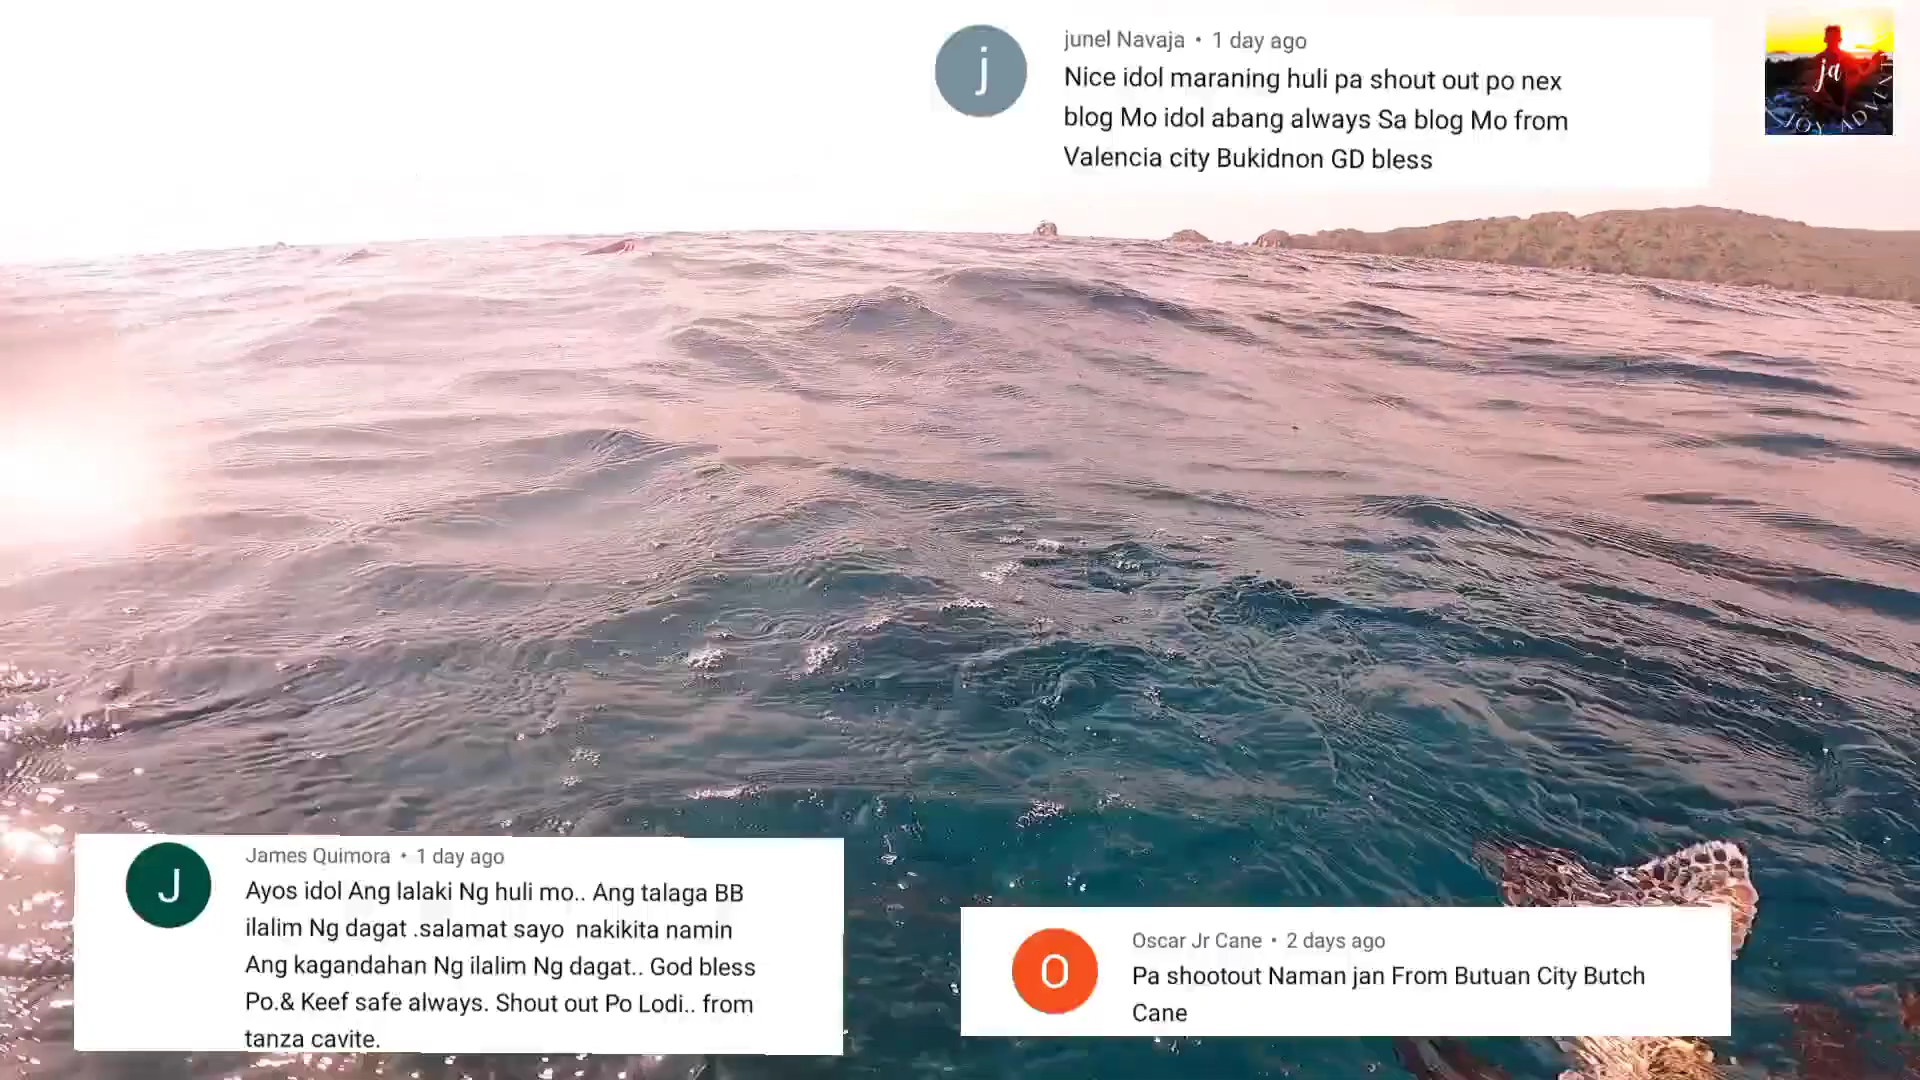 junel Navaja • 1 day ago
Nice idol maraning huli pa shout out po nex
blog Mo idol abang always Sa blog Mo from
Valencia city Bukidnon GD bless
j
ja
James Quimora • 1 day ago
Ayos idol Ang lalaki Ng huli mo.. Ang talaga BB
ilalim Ng dagat .salamat sayo nakikita namin
Ang kagandahan Ng ilalim Ng dagat.. God bless
Po.& Keef safe always. Shout out Po Lodi.. from
tanza cavite.
J
Oscar Jr Cane • 2 days ago
Pa shootout Naman jan From Butuan City Butch
Cane
O